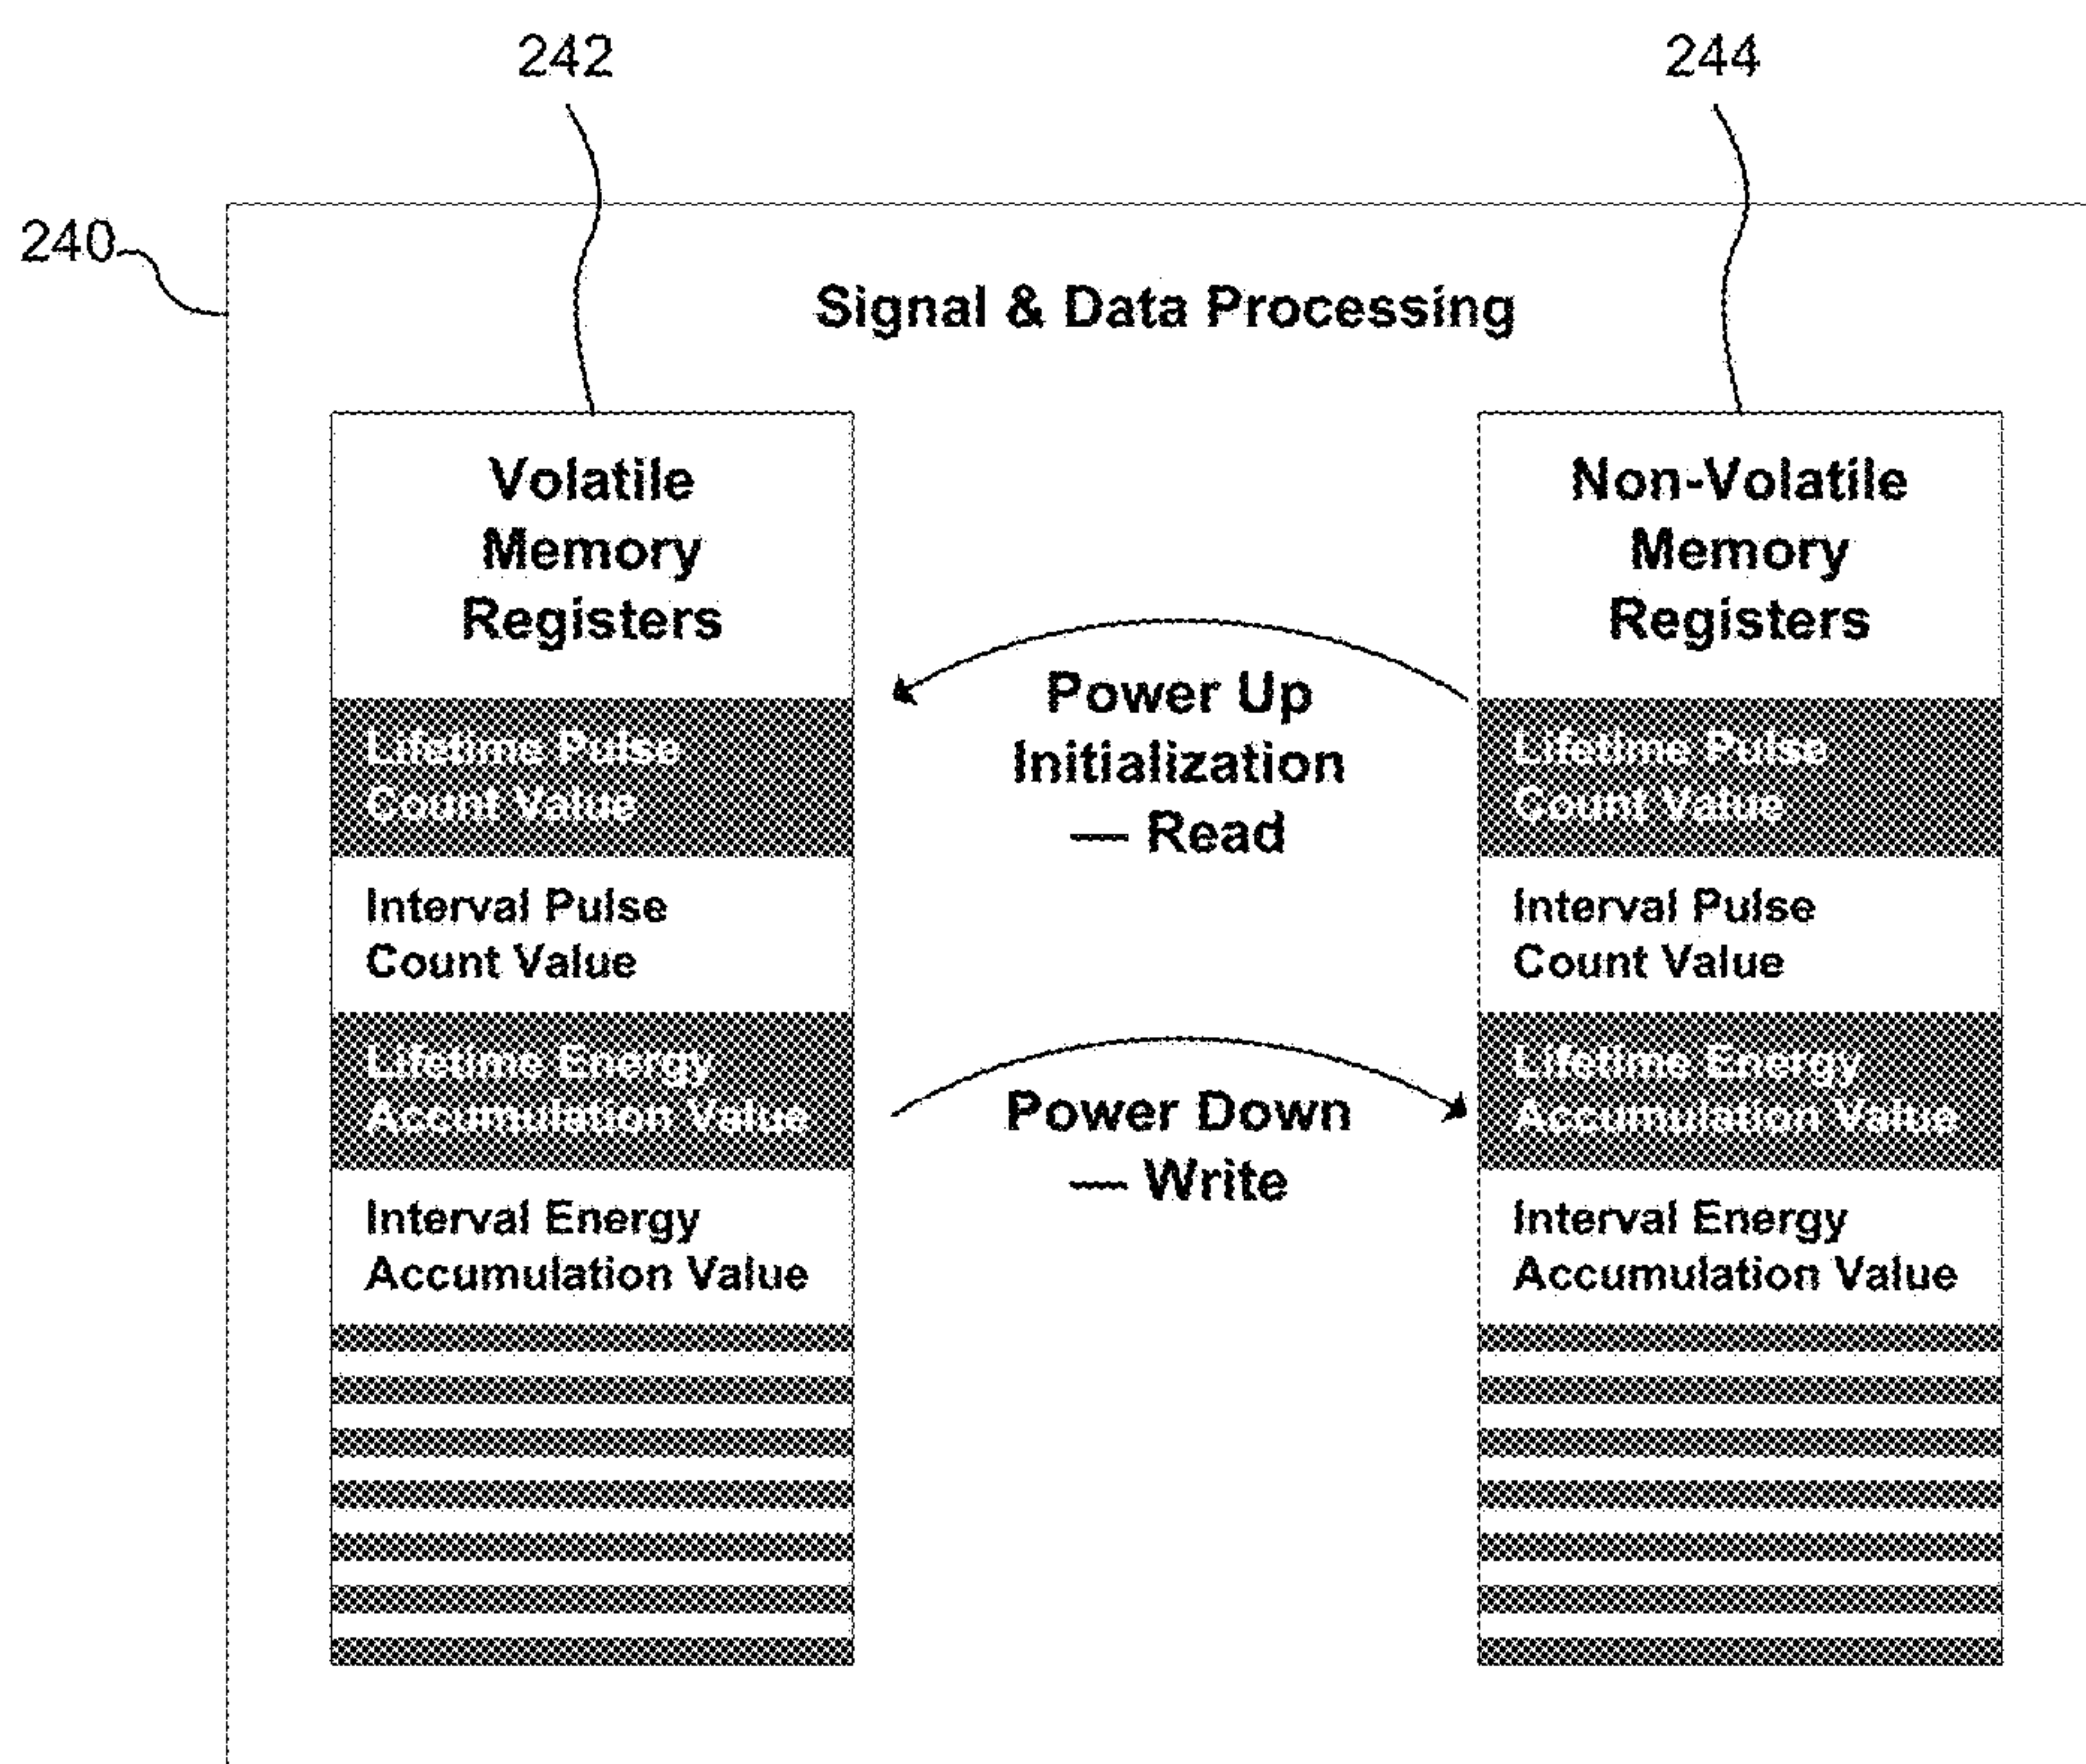 242
244
240
Signal & Data Processing
Volatile
Memory
Registers
Lifetime Pulse
Count Value
Interval Pulse
Count Value
Lifetime Energy
Accumulation Value
Interval Energy
Accumulation Value
Power Up
Initialization
— Read
Power Down
— Write
Non-Volatile
Memory
Registers
Lifetime Pulse
Count Value
Interval Pulse
Count Value
Lifetime Energy
Accumulation Value
Interval Energy
Accumulation Value